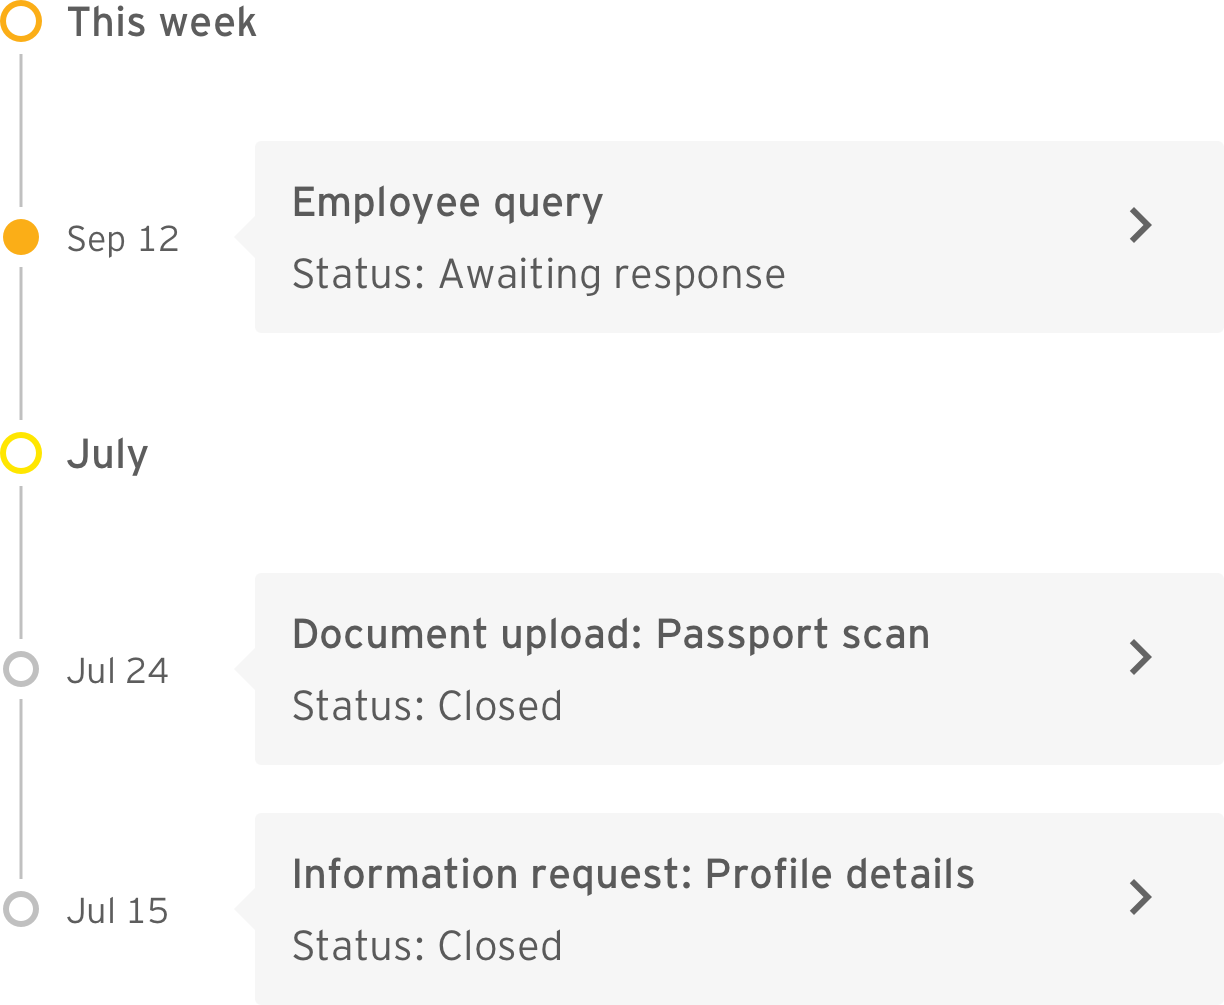 This week
Sep 12
Employee query
Status: Awaiting response
July
Jul 24
Document upload: Passport scan
Status: Closed
Jul 15
Information request: Profile details
Status: Closed